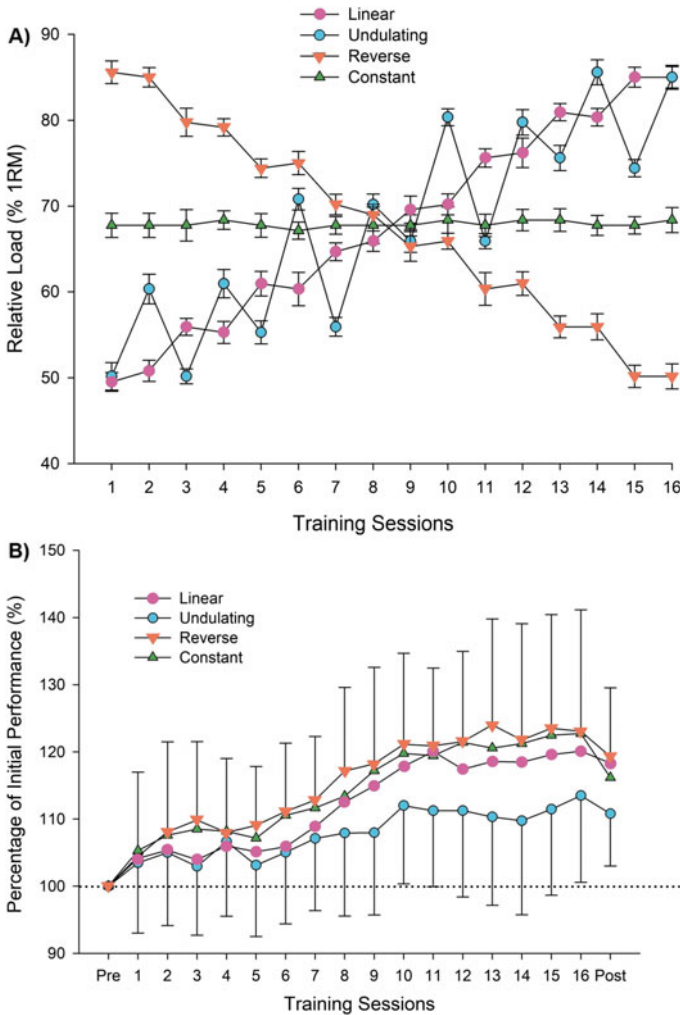 A)
Linear
Undulating
Reverse
Constant
90
80
70
60
50
40
Relative Load (% 1RM)
1 2 3 4 5 6 7 8 9 10 11 12 13 14 15 16
Training Sessions
B)
150
140
130
120
110
100
90
Percentage of Initial Performance (%)
Linear
Undulating
Reverse
Constant
Pre 1 2 3 4 5 6 7 8 9 10 11 12 13 14 15 16 Post
Training Sessions